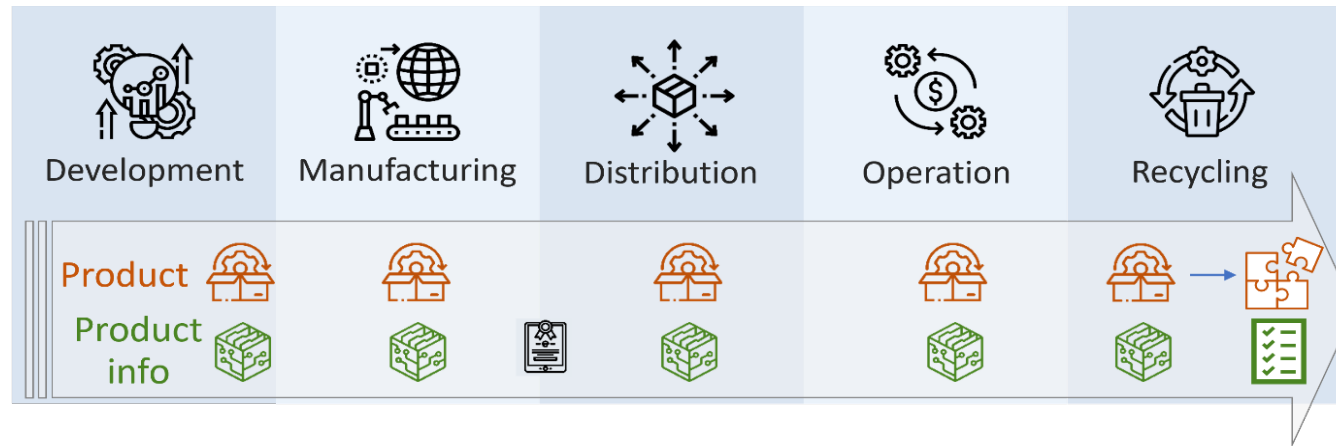 Development
Manufacturing
Distribution
Operation
Recycling
Product
Product
info